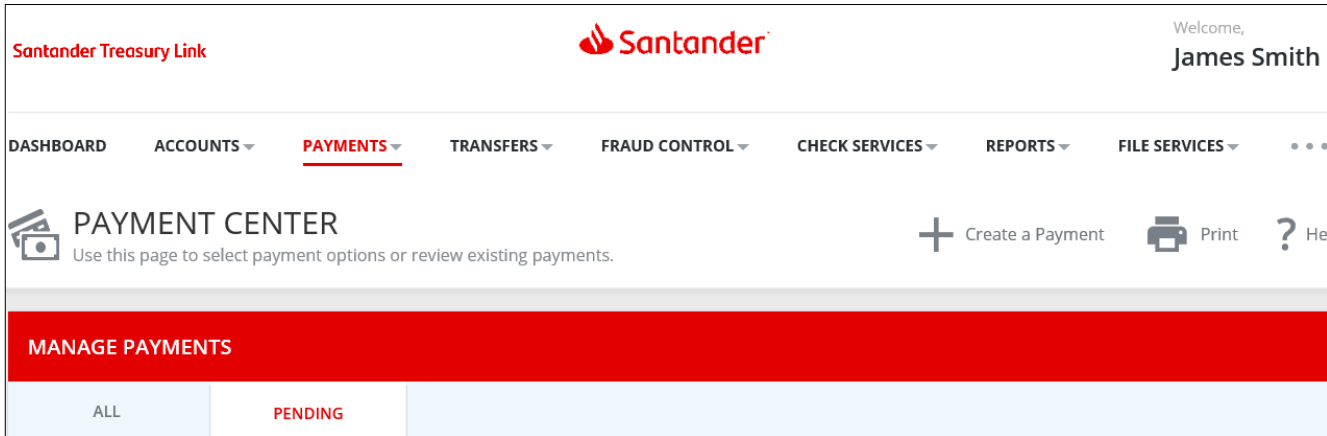 Welcome,
Santander Treasury Link
Santander
James Smith
DASHBOARD ACCOUNTS PAYMENTS TRANSFERS FRAUD CONTROL CHECK SERVICES REPORTS FILE SERVICES
PAYMENT CENTER
Use this page to select payment options or review existing payments.
Create a Payment Print He
MANAGE PAYMENTS
ALL PENDING